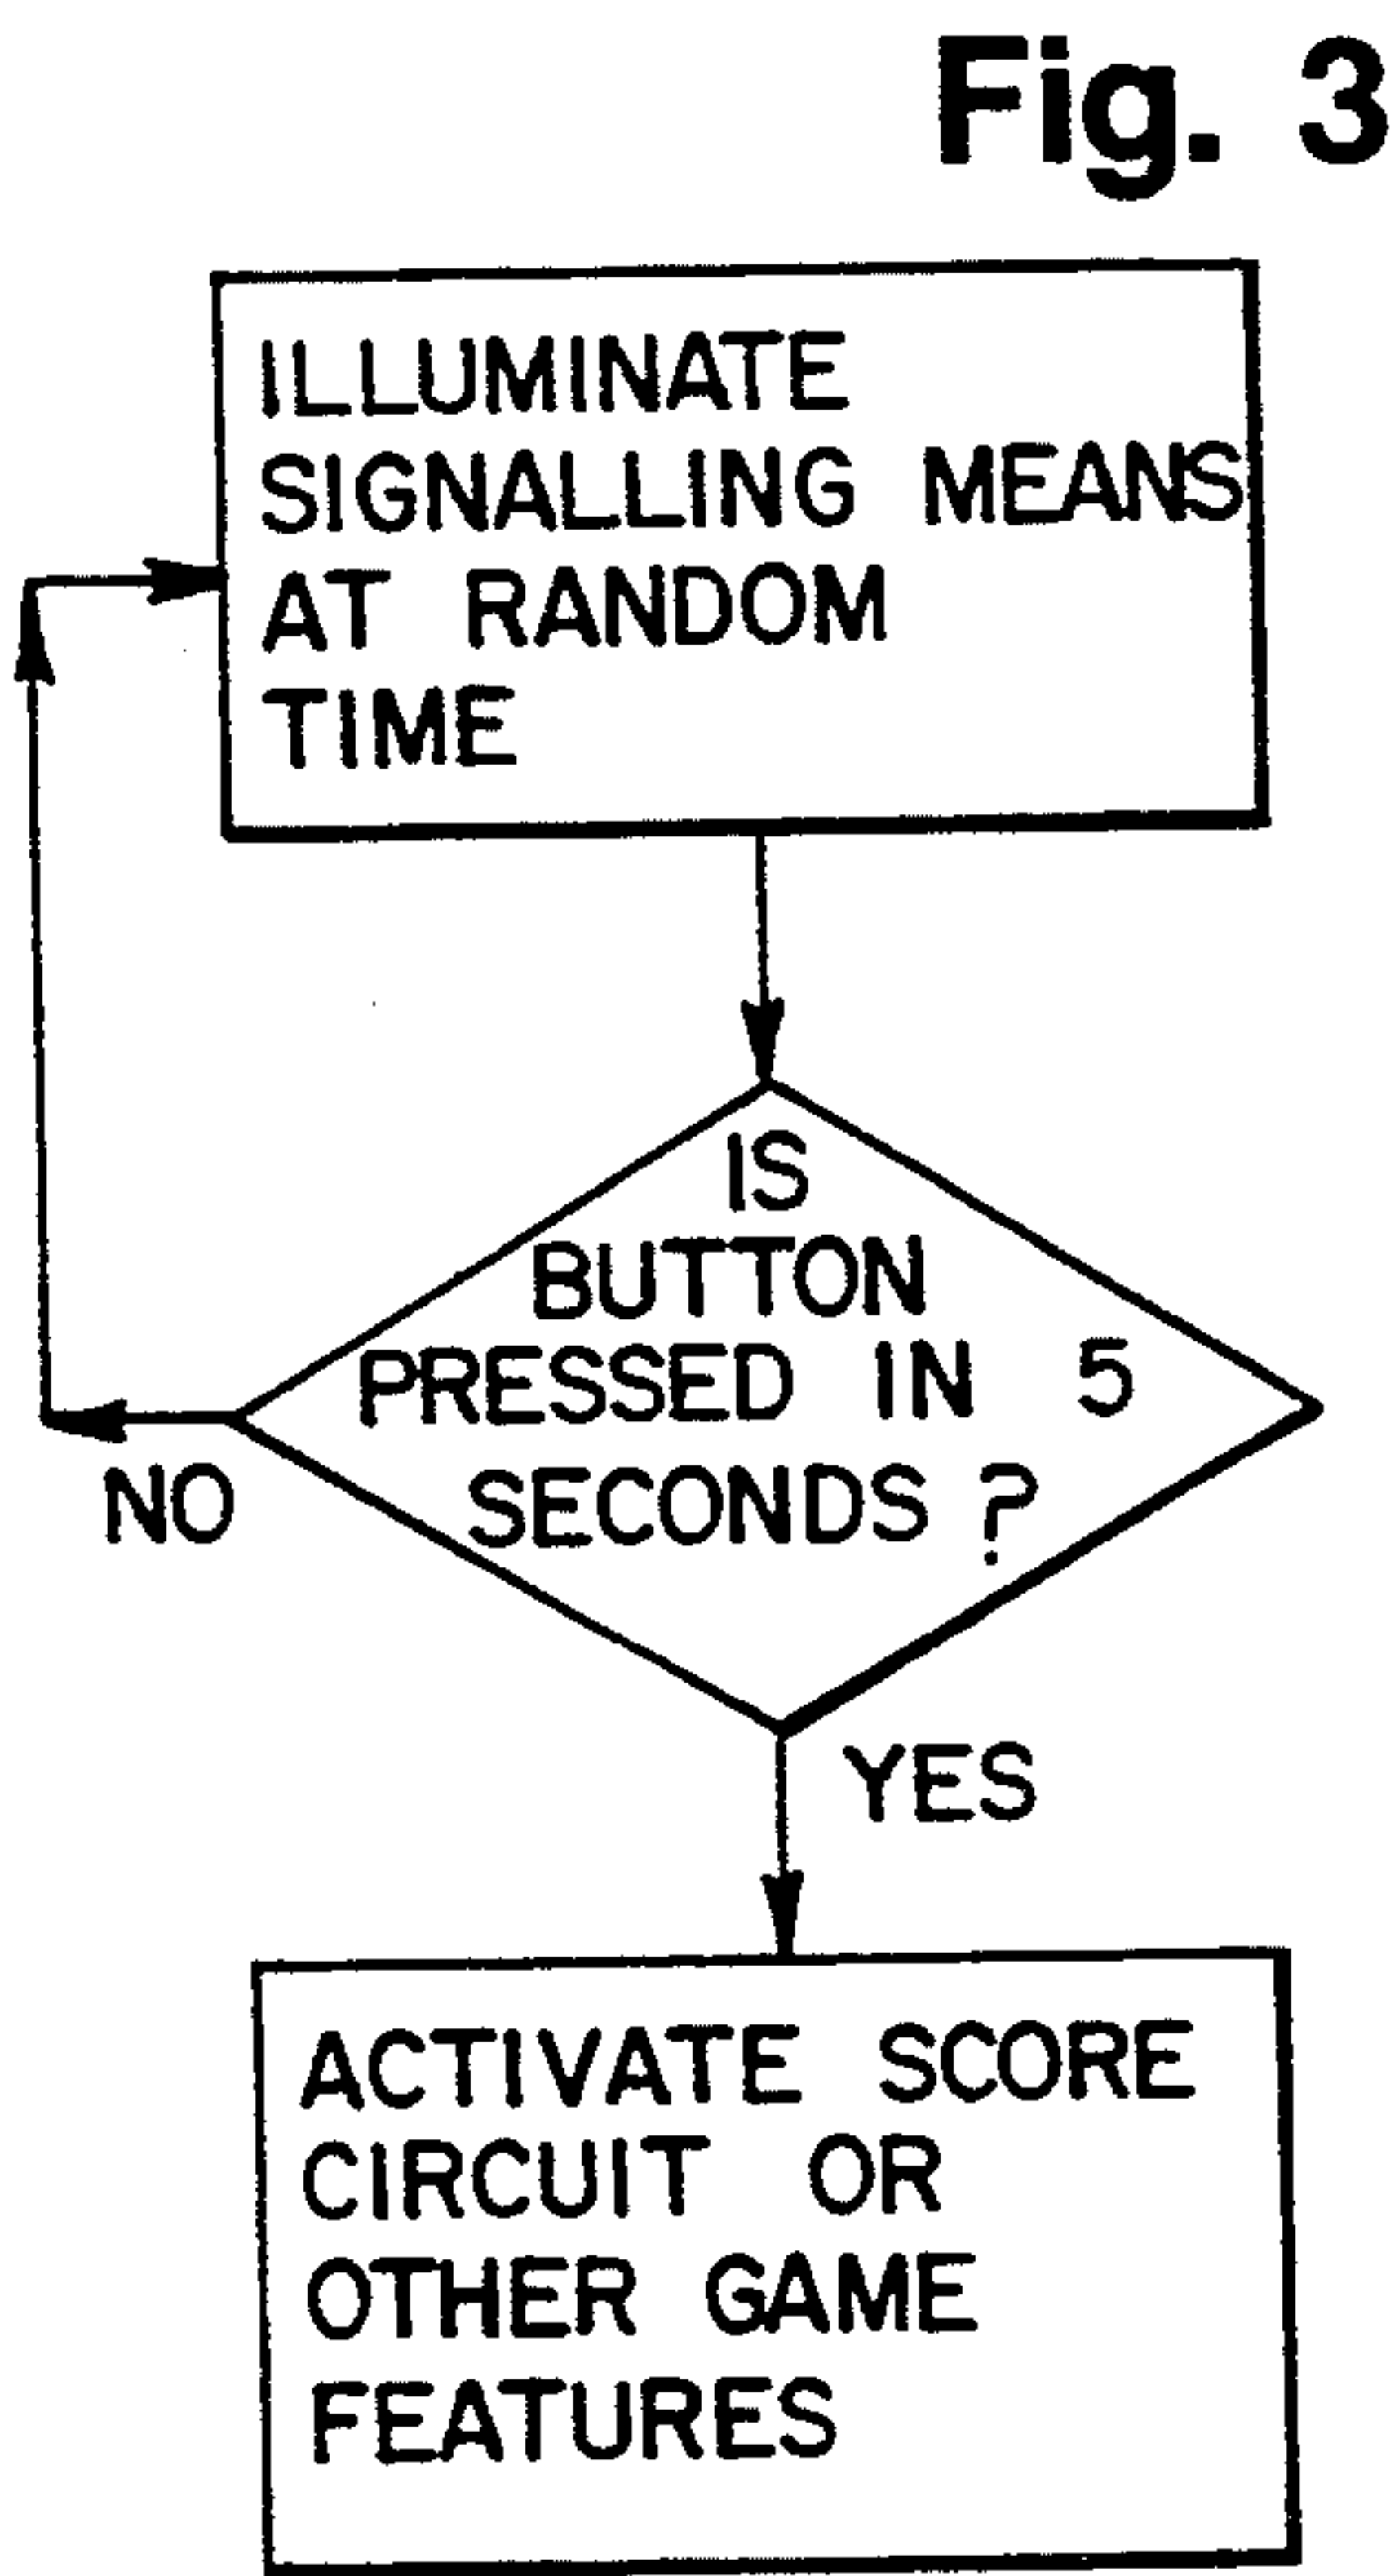 Fig. 3
ILLUMINATE
SIGNALLING MEANS
AT RANDOM
TIME
IS
BUTTON
PRESSED IN 5
SECONDS ?
NO
YES
ACTIVATE SCORE
CIRCUIT OR
OTHER GAME
FEATURES